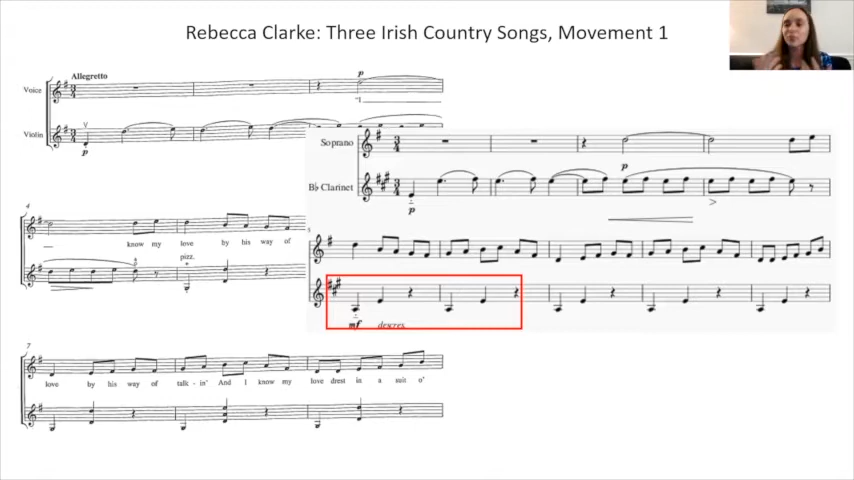 Rebecca Clarke: Three Irish Country Songs, Movement 1
Allegretto
Voice
p
"I
Violin
p
Soprano
p
B♭ Clarinet
p
4
know my love by his way of
pizz.
5
mf descres.
7
love by his way of talk - in' And I know my love drest in a suit o'